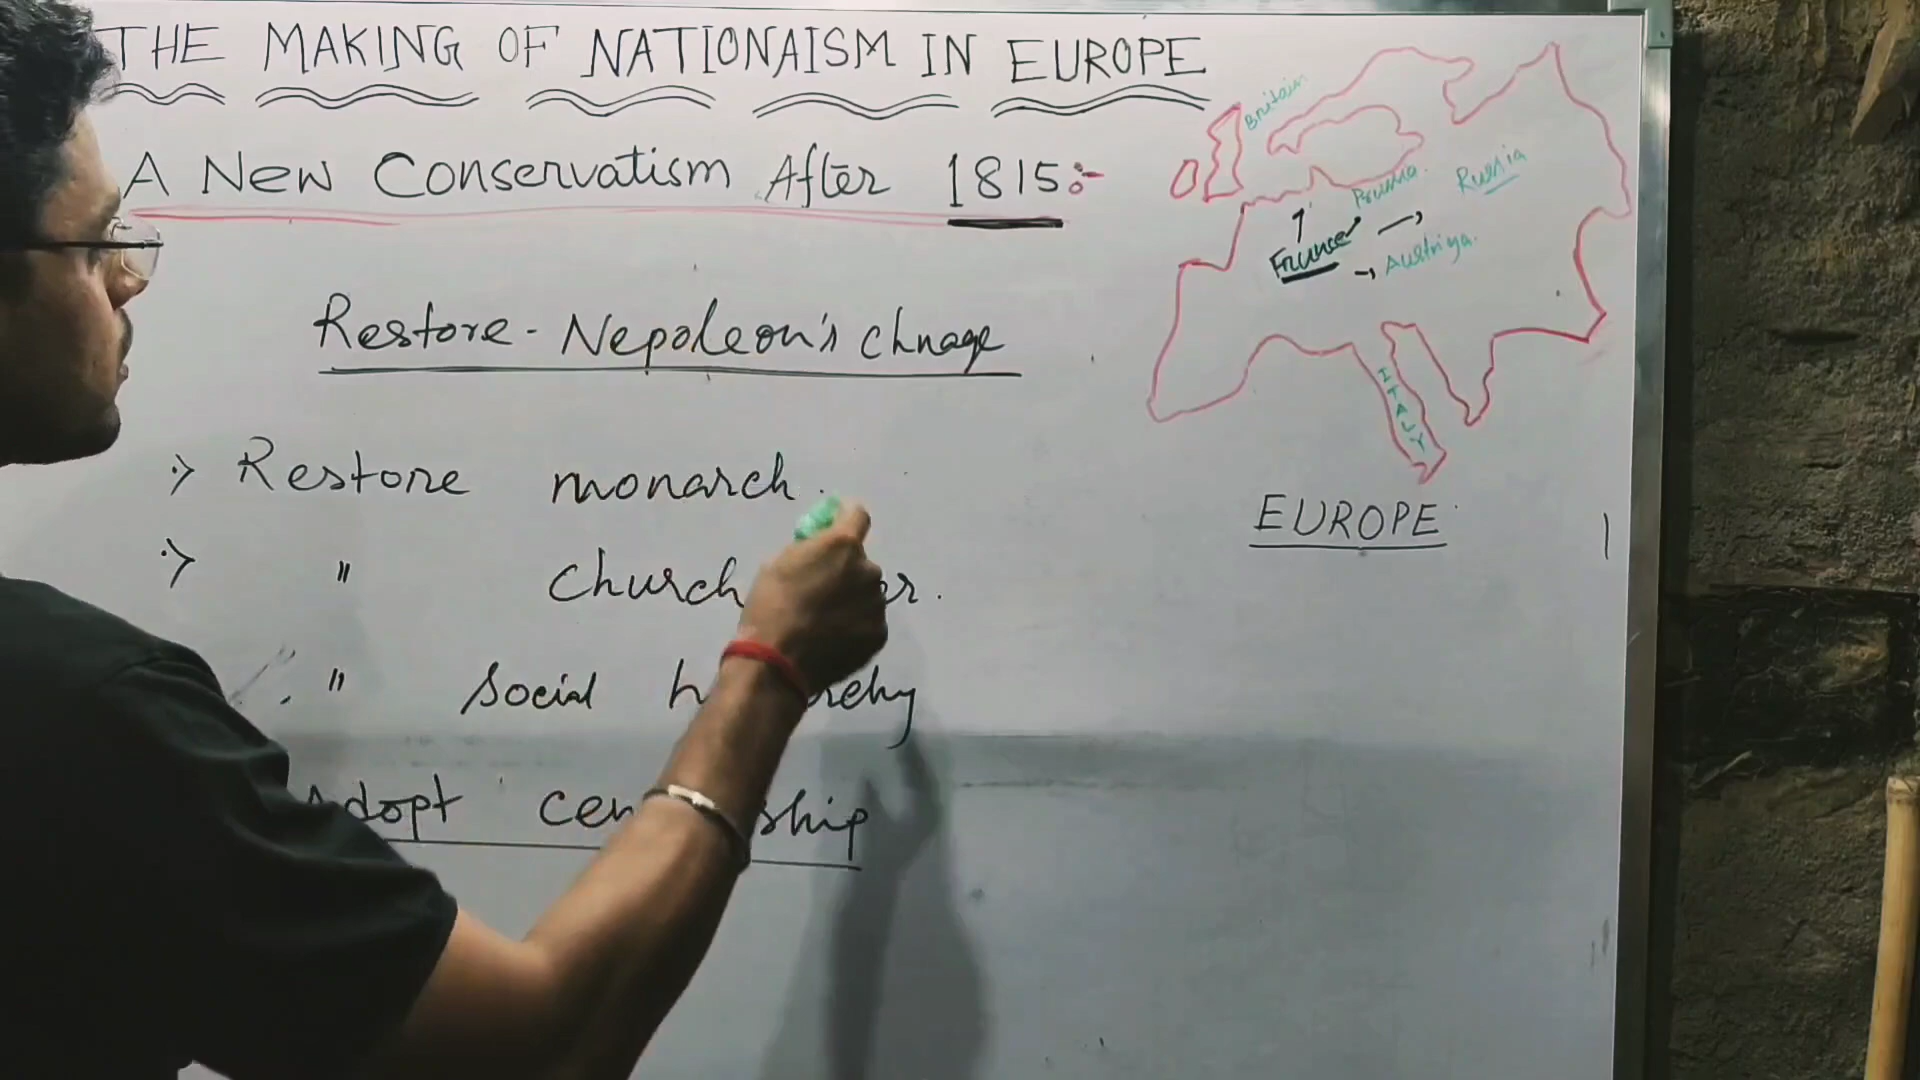 THE MAKING OF NATIONAISM IN EUROPE
A New Conservatism After 1815:-
Restore - Nepoleon's chnage
Restore monarch.
" church
" social
Adopt
EUROPE
Britain
Prussia.
Russia
France
Austriya.
ITALY